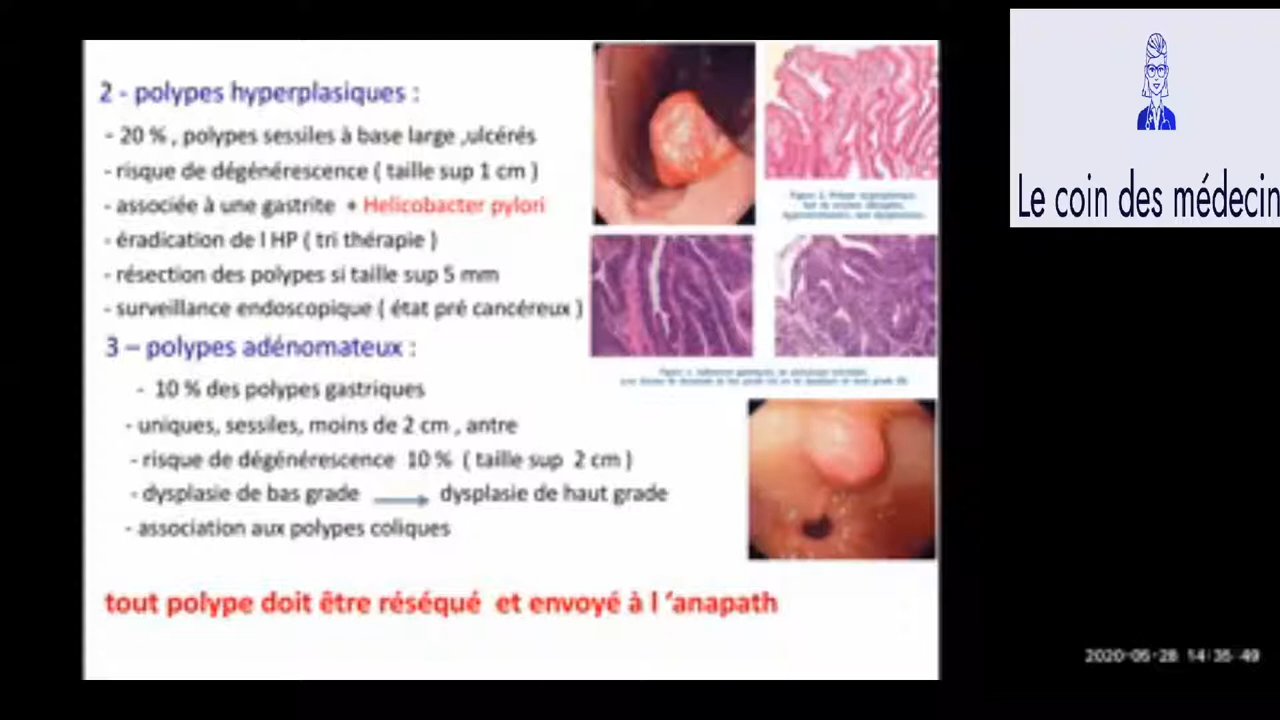 2 - polypes hyperplasiques :
- 20 % , polypes sessiles à base large ,ulcérés
- risque de dégénérescence ( taille sup 1 cm )
- associée à une gastrite + Helicobacter pylori
- éradication de l HP ( tri thérapie )
- résection des polypes si taille sup 5 mm
- surveillance endoscopique ( état pré cancéreux )
3 – polypes adénomateux :
- 10 % des polypes gastriques
- uniques, sessiles, moins de 2 cm , antre
- risque de dégénérescence 10 % ( taille sup 2 cm )
- dysplasie de bas grade dysplasie de haut grade
- association aux polypes coliques
tout polype doit être réséqué et envoyé à l 'anapath
Le coin des médecin
2020-05-28 14:35:49